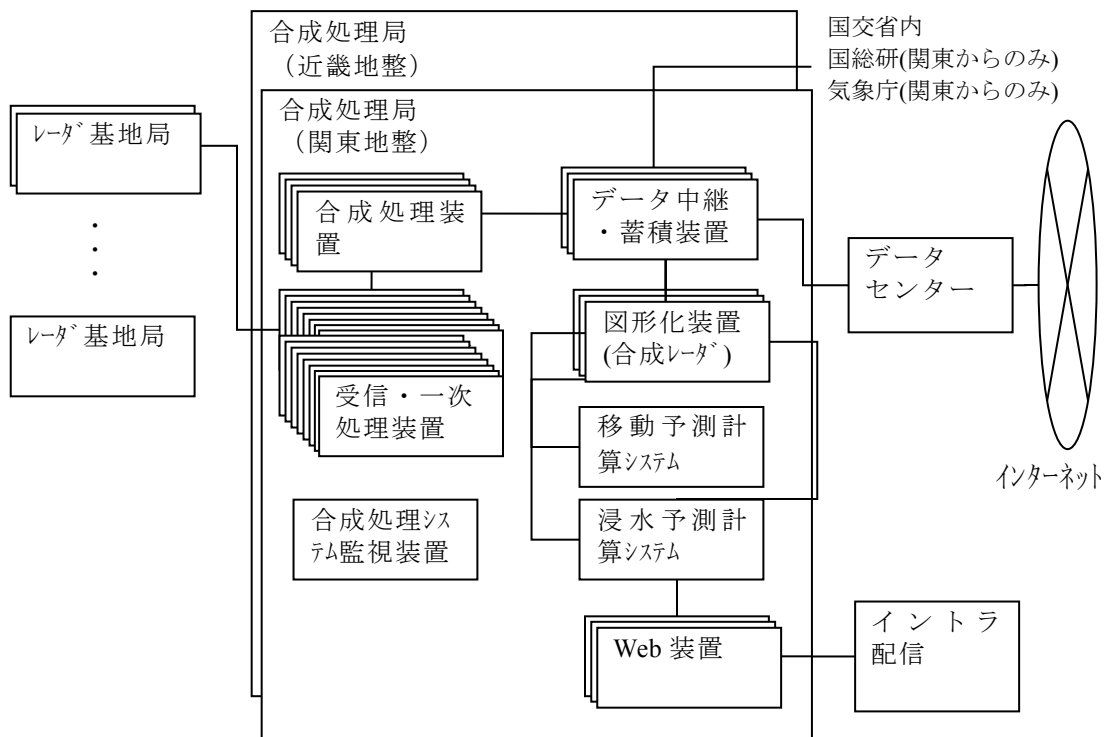 合成処理局
（近畿地整）
国交省内
国総研(関東からのみ)
気象庁(関東からのみ)
合成処理局
（関東地整）
ﾚｰﾀﾞ基地局
・
・
・
ﾚｰﾀﾞ基地局
合成処理装
置
データ中継
・蓄積装置
データ
センター
図形化装置
(合成ﾚｰﾀﾞ)
受信・一次
処理装置
移動予測計
算ｼｽﾃﾑ
インターネット
合成処理ｼｽ
ﾃﾑ監視装置
浸水予測計
算ｼｽﾃﾑ
Web 装置
イントラ
配信